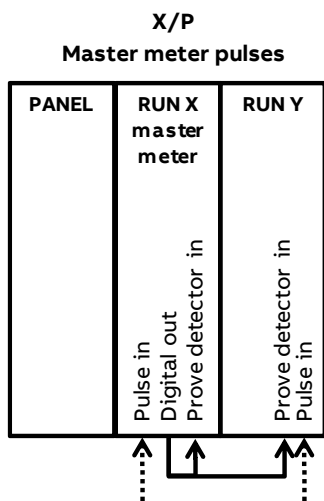 X/P
Master meter pulses
PANEL
RUN X
master
meter
RUN Y
Pulse in
Digital out
Prove detector in
Prove detector in
Pulse in